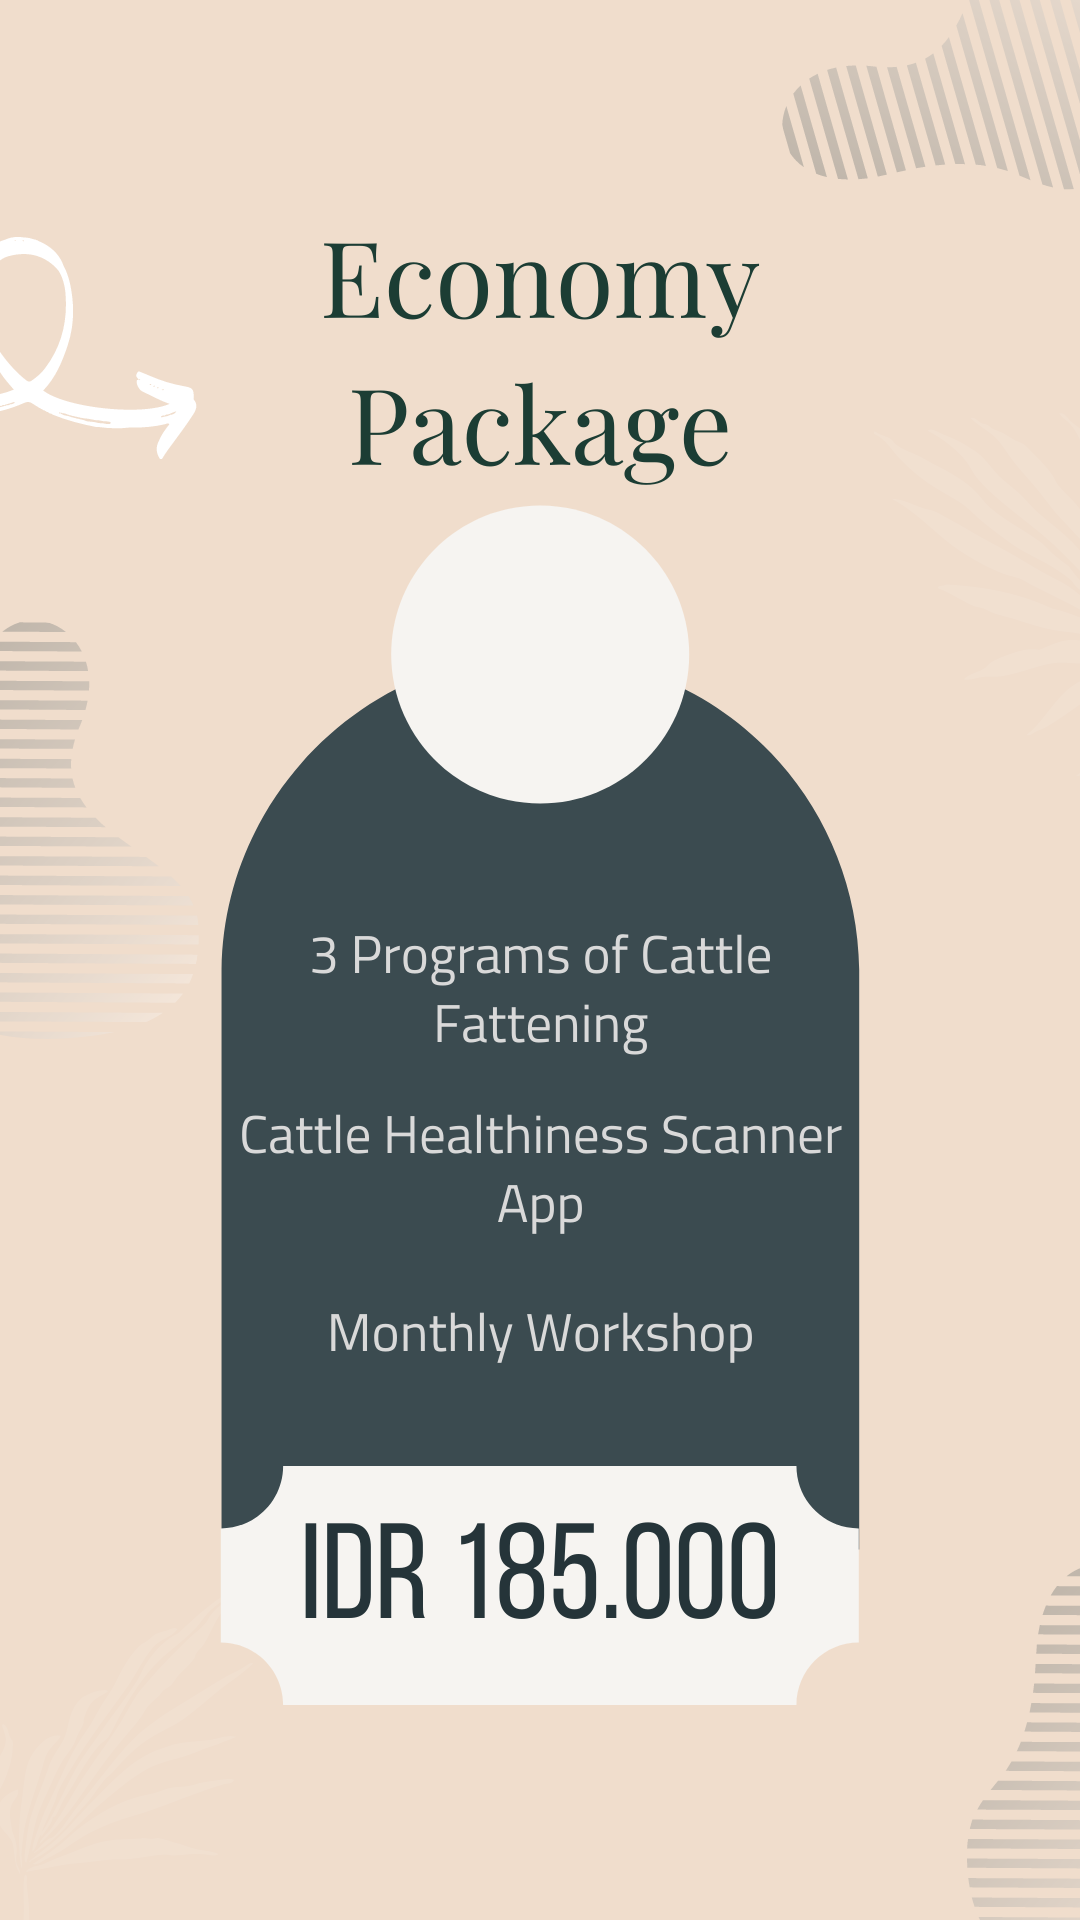 Economy
Package
3 Programs of Cattle
Fattening
Cattle Healthiness Scanner
App
Monthly Workshop
IDR 185.000